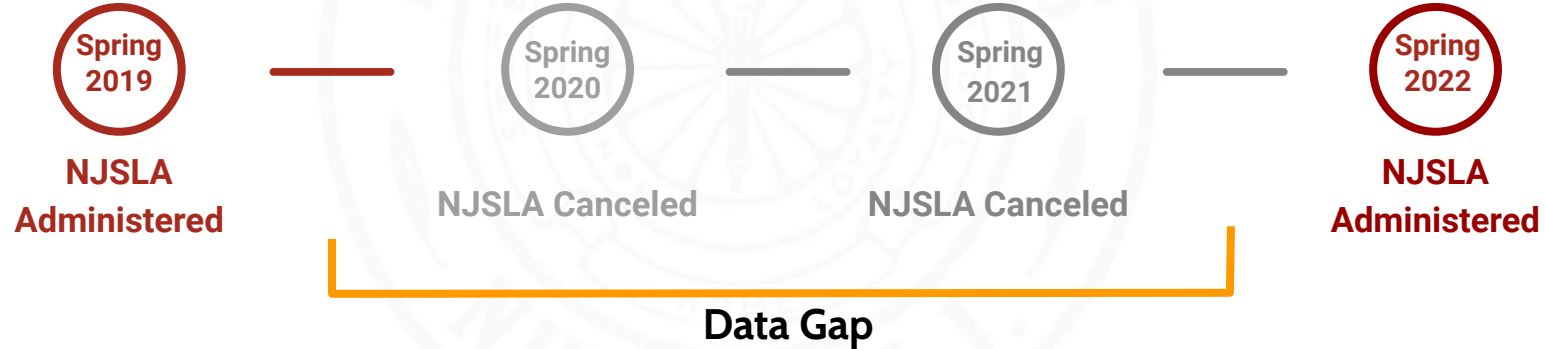 Spring
2019
Spring
2020
Spring
2021
Spring
2022
NJSLA
Administered
NJSLA Canceled
NJSLA Canceled
NJSLA
Administered
Data Gap